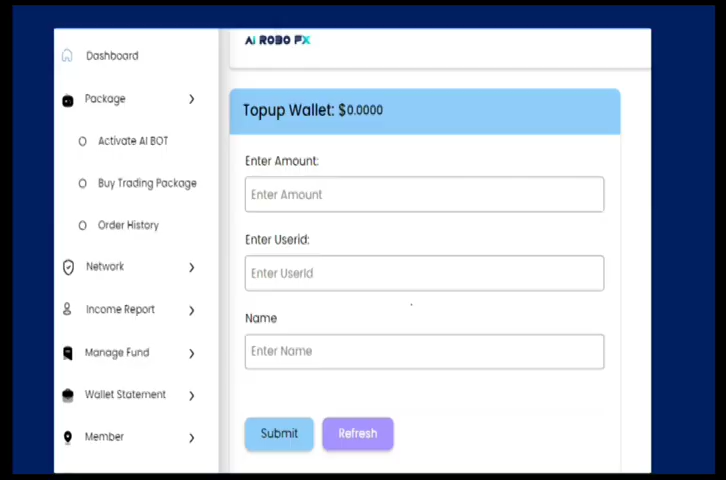 Ai ROBO FX
Dashboard
Package
Activate AI BOT
Buy Trading Package
Order History
Network
Income Report
Manage Fund
Wallet Statement
Member
Topup Wallet: $0.0000
Enter Amount:
Enter Amount
Enter Userid:
Enter UserId
Name
Enter Name
Submit
Refresh